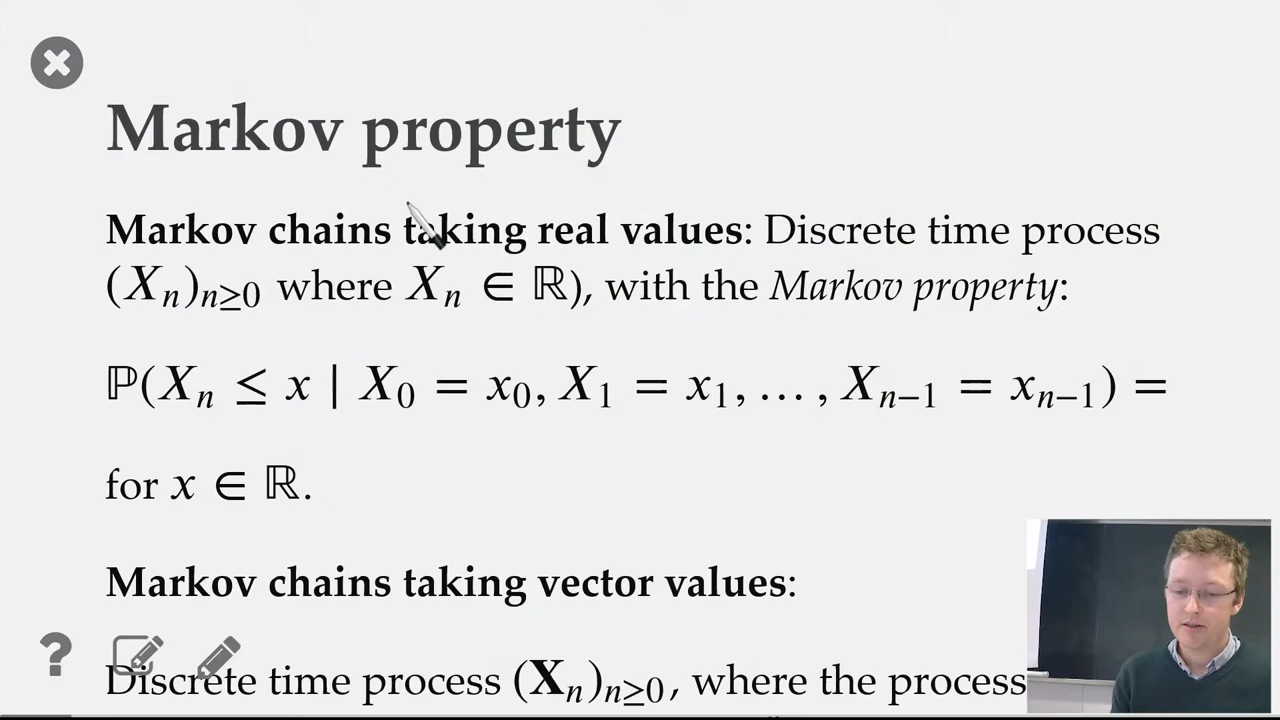 Markov property
Markov chains taking real values: Discrete time process
(Xₙ)ₙ≥₀ where Xₙ ∈ ℝ), with the Markov property:
ℙ(Xₙ ≤ x | X₀ = x₀, X₁ = x₁, … , Xₙ₋₁ = xₙ₋₁) =
for x ∈ ℝ.
Markov chains taking vector values:
?
Discrete time process (𝐗ₙ)ₙ≥₀, where the process